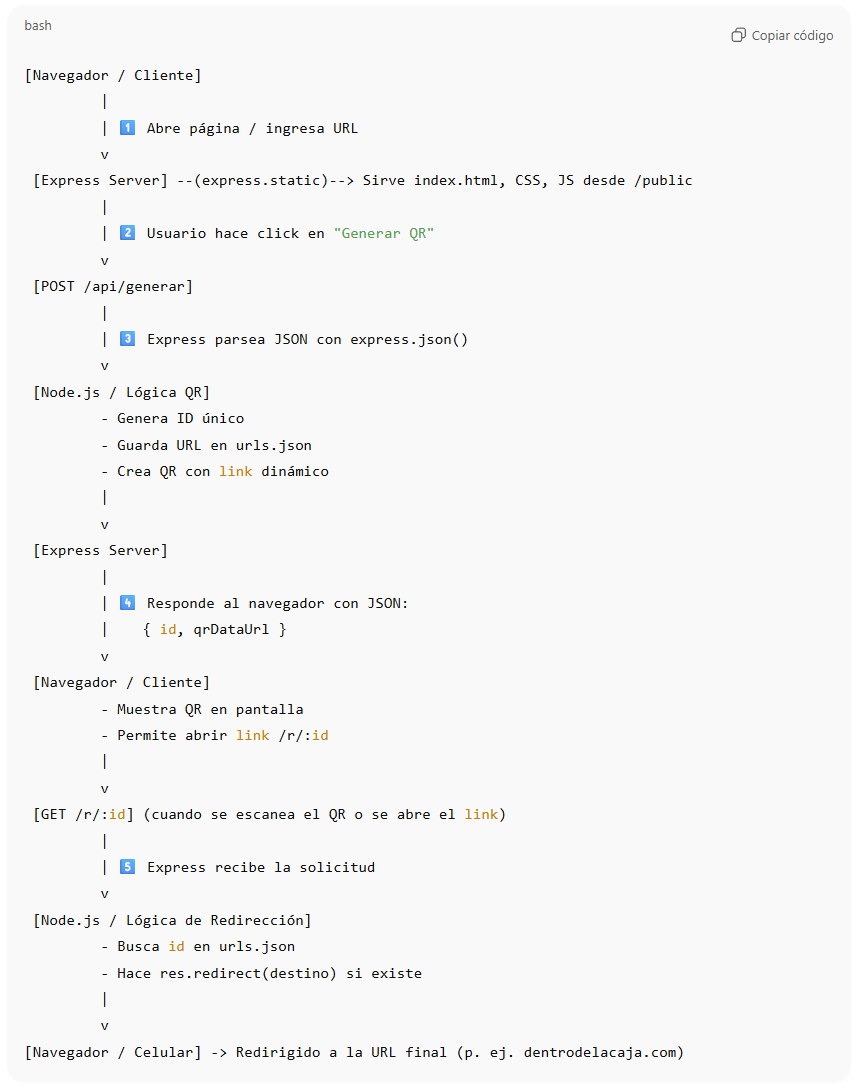 bash
Copiar código
[Navegador / Cliente]
|
| 1️⃣ Abre página / ingresa URL
v
[Express Server] --(express.static)--> Sirve index.html, CSS, JS desde /public
|
| 2️⃣ Usuario hace click en "Generar QR"
v
[POST /api/generar]
|
| 3️⃣ Express parsea JSON con express.json()
v
[Node.js / Lógica QR]
- Genera ID único
- Guarda URL en urls.json
- Crea QR con link dinámico
|
v
[Express Server]
|
| 4️⃣ Responde al navegador con JSON:
| { id, qrDataUrl }
v
[Navegador / Cliente]
- Muestra QR en pantalla
- Permite abrir link /r/:id
|
v
[GET /r/:id] (cuando se escanea el QR o se abre el link)
|
| 5️⃣ Express recibe la solicitud
v
[Node.js / Lógica de Redirección]
- Busca id en urls.json
- Hace res.redirect(destino) si existe
|
v
[Navegador / Celular] -> Redirigido a la URL final (p. ej. dentrodelacaja.com)